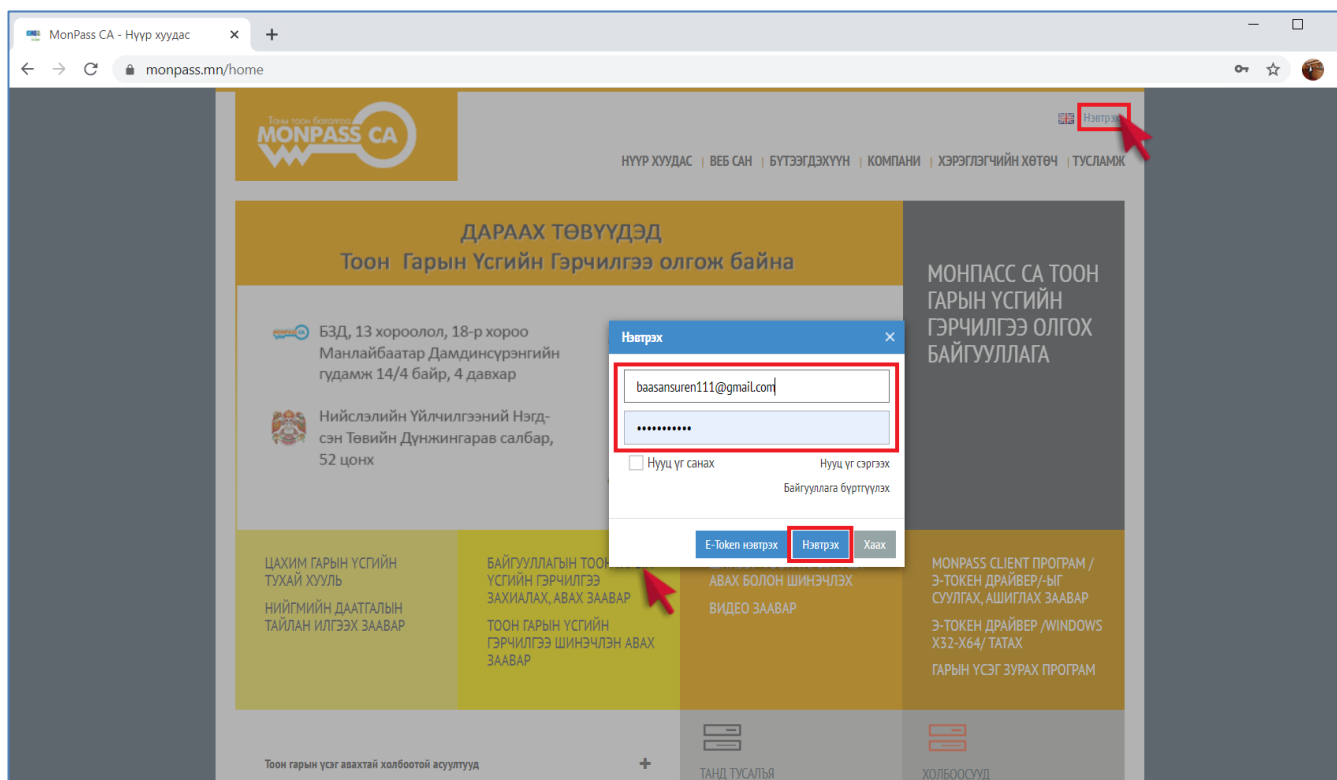 MonPass CA - Нүүр хуудас
monpass.mn/home
Таны тоон баталгаа
MONPASS CA
Нэвтрэх
НҮҮР ХУУДАС | ВЕБ САН | БҮТЭЭГДЭХҮҮН | КОМПАНИ | ХЭРЭГЛЭГЧИЙН ХӨТӨЧ | ТУСЛАМЖ
ДАРААХ ТӨВҮҮДЭД
Тоон Гарын Үсгийн Гэрчилгээ олгож байна
БЗД, 13 хороолол, 18-р хороо
Манлайбаатар Дамдинсүрэнгийн
гудамж 14/4 байр, 4 давхар
Нийслэлийн Үйлчилгээний Нэгд-
сэн Төвийн Дүнжингарав салбар,
52 цонх
МОНПАСС СА ТООН
ГАРЫН ҮСГИЙН
ГЭРЧИЛГЭЭ ОЛГОХ
БАЙГУУЛЛАГА
Нэвтрэх
baasansuren111@gmail.com
•••••••••••
Нууц үг санах
Нууц үг сэргээх
Байгууллага бүртгүүлэх
E-Token нэвтрэх
Нэвтрэх
Хаах
ЦАХИМ ГАРЫН ҮСГИЙН
ТУХАЙ ХУУЛЬ
НИЙГМИЙН ДААТГАЛЫН
ТАЙЛАН ИЛГЭЭХ ЗААВАР
БАЙГУУЛЛАГЫН ТООН
ҮСГИЙН ГЭРЧИЛГЭЭ
ЗАХИАЛАХ, АВАХ ЗААВАР
ТООН ГАРЫН ҮСГИЙН
ГЭРЧИЛГЭЭ ШИНЭЧЛЭН АВАХ
ЗААВАР
АВАХ БОЛОН ШИНЭЧЛЭХ
ВИДЕО ЗААВАР
MONPASS CLIENT ПРОГРАМ /
Э-ТОКЕН ДРАЙВЕР/-ЫГ
СУУЛГАХ, АШИГЛАХ ЗААВАР
Э-ТОКЕН ДРАЙВЕР /WINDOWS
X32-X64/ ТАТАХ
ГАРЫН ҮСЭГ ЗУРАХ ПРОГРАМ
Тоон гарын үсэг авахтай холбоотой асуултууд
ТАНД ТУСАЛЪЯ
ХОЛБООСУУД